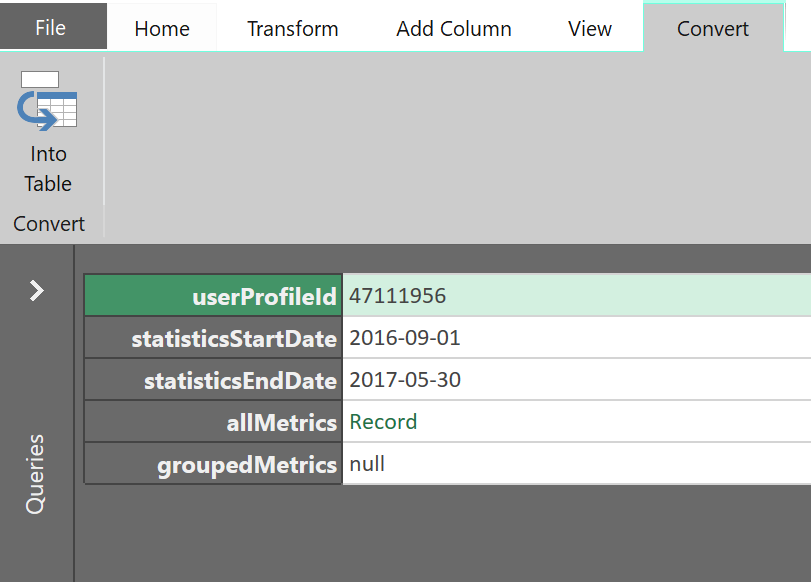 File Home Transform Add Column View Convert
Into
Table
Convert
userProfileId 47111956
statisticsStartDate 2016-09-01
statisticsEndDate 2017-05-30
allMetrics Record
groupedMetrics null
Queries